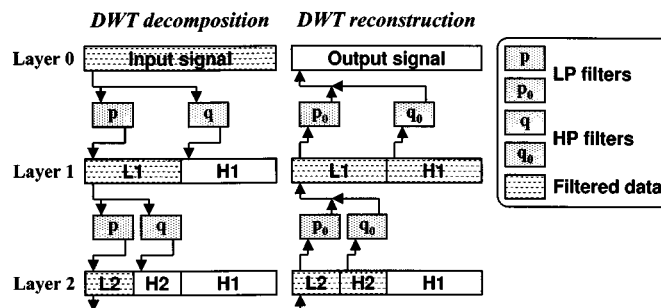 DWT decomposition DWT reconstruction
Layer 0 Input signal Output signal
p q p₀ q₀
Layer 1 L1 H1 L1 H1
p q p₀ q₀
Layer 2 L2 H2 H1 L2 H2 H1
p
LP filters
p₀
q
HP filters
q₀
Filtered data